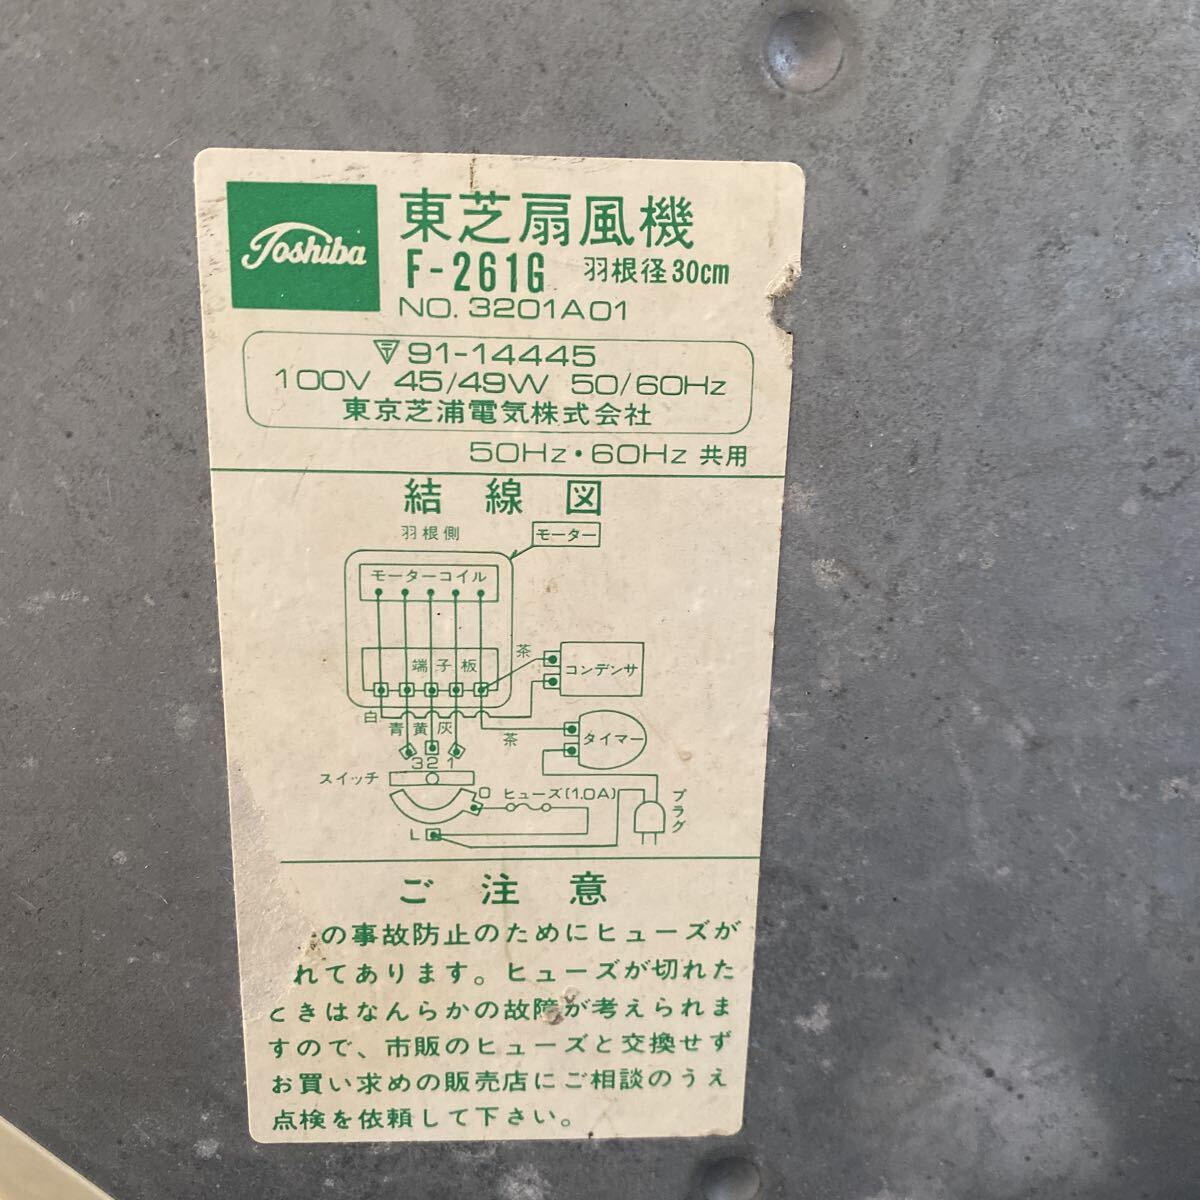 Toshiba
東芝扇風機
F-261G 羽根径30cm
NO. 3201A01
〒91-14445
100V 45/49W 50/60Hz
東京芝浦電気株式会社
50Hz・60Hz 共用
結線図
羽根側
モーター
モーターコイル
端子板
茶
コンデンサ
白
青 黄 灰
茶
タイマー
3 2 1
スイッチ
0 ヒューズ(1.0A)
プラグ
L
ご注意
の事故防止のためにヒューズが
れてあります。ヒューズが切れた
ときはなんらかの故障が考えられま
すので、市販のヒューズと交換せず
お買い求めの販売店にご相談のうえ
点検を依頼して下さい。